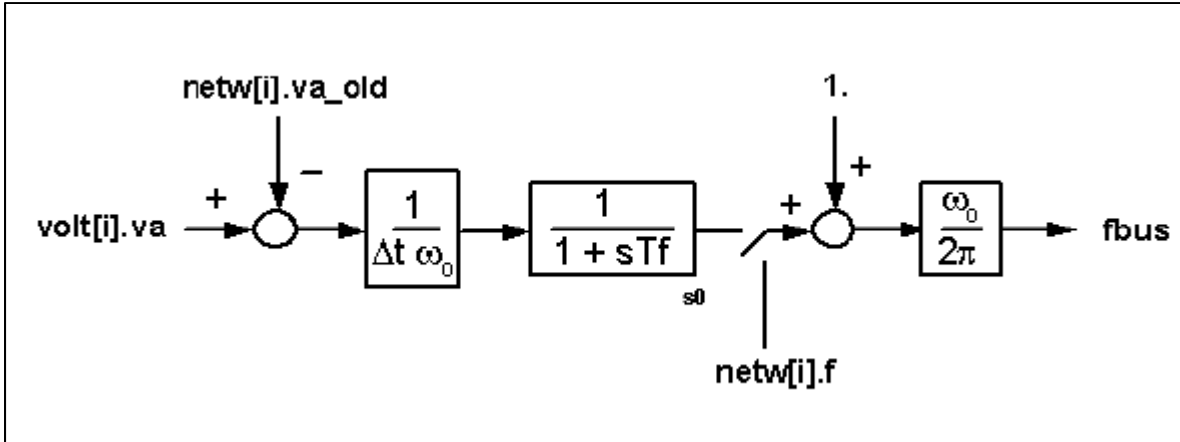 netw[i].va_old
1.
− +
+ 1 1 + ω₀
volt[i].va fbus
Δt ω₀ 1 + sTf 2π
s0
netw[i].f